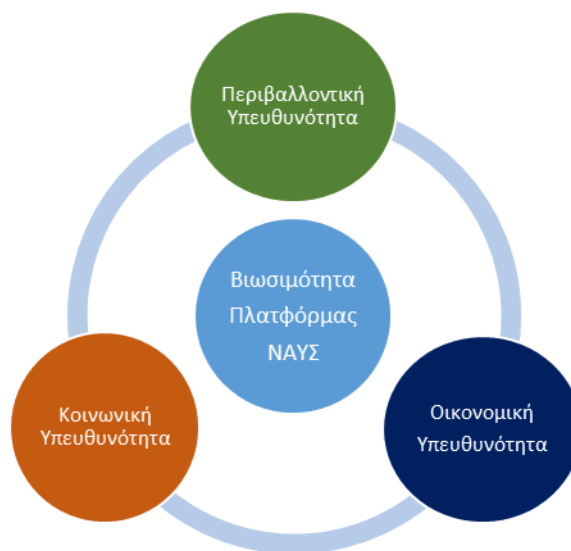 Περιβαλλοντική
Υπευθυνότητα
Βιωσιμότητα
Πλατφόρμας
ΝΑΥΣ
Κοινωνική
Υπευθυνότητα
Οικονομική
Υπευθυνότητα